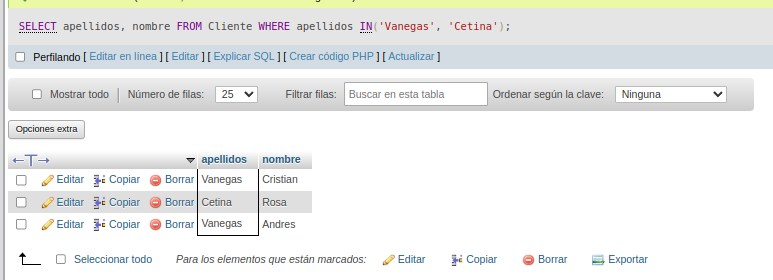 SELECT apellidos, nombre FROM Cliente WHERE apellidos IN('Vanegas', 'Cetina');
Perfilando [ Editar en línea ] [ Editar ] [ Explicar SQL ] [ Crear código PHP ] [ Actualizar ]
Mostrar todo Número de filas: 25 Filtrar filas: Buscar en esta tabla Ordenar según la clave: Ninguna
Opciones extra
apellidos nombre
Editar Copiar Borrar Vanegas Cristian
Editar Copiar Borrar Cetina Rosa
Editar Copiar Borrar Vanegas Andres
Seleccionar todo Para los elementos que están marcados: Editar Copiar Borrar Exportar